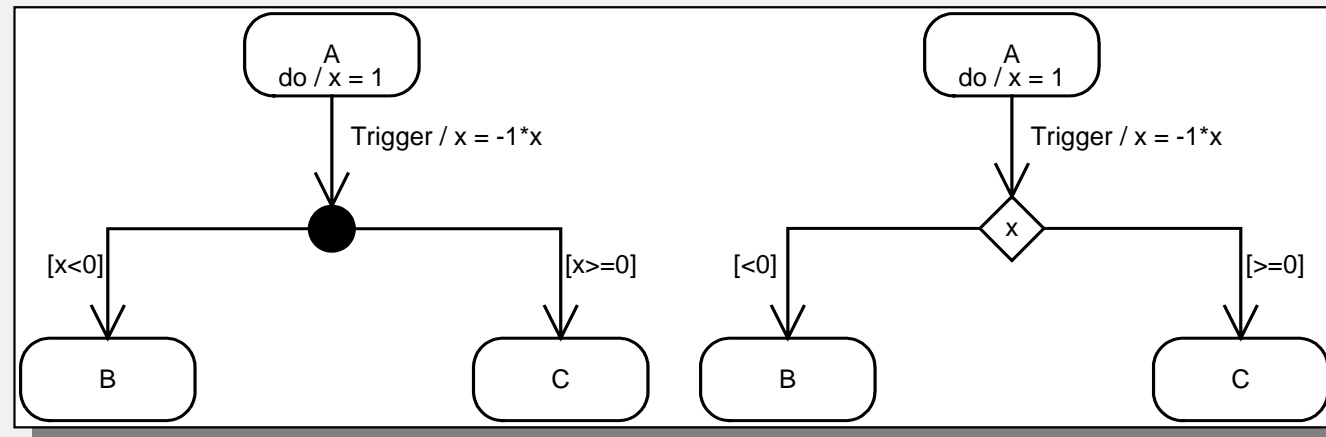 A
do / x = 1
Trigger / x = -1*x
[x<0]
[x>=0]
B
C
A
do / x = 1
Trigger / x = -1*x
x
[<0]
[>=0]
B
C